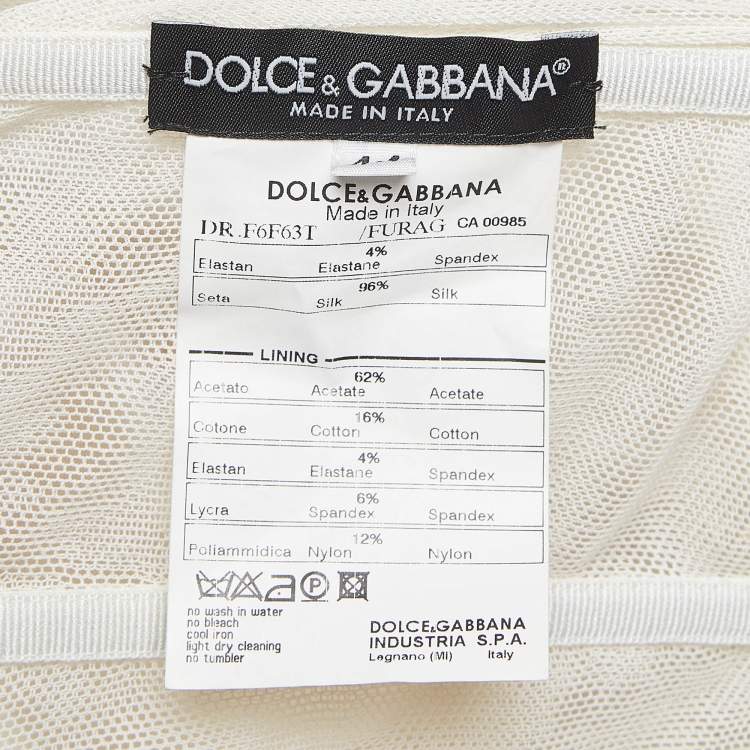 DOLCE & GABBANA®
MADE IN ITALY
DOLCE&GABBANA
Made in Italy
DR.F6F63T /FURAG CA 00985
4%
Elastan Elastane Spandex
96%
Seta Silk Silk
LINING
62%
Acetato Acetate Acetate
16%
Cotone Cotton Cotton
4%
Elastan Elastane Spandex
6%
Lycra Spandex Spandex
12%
Poliammidica Nylon Nylon
A P
no wash in water
no bleach
cool iron
light dry cleaning
no tumbler
DOLCE&GABBANA
INDUSTRIA S.P.A.
Legnano (MI) Italy